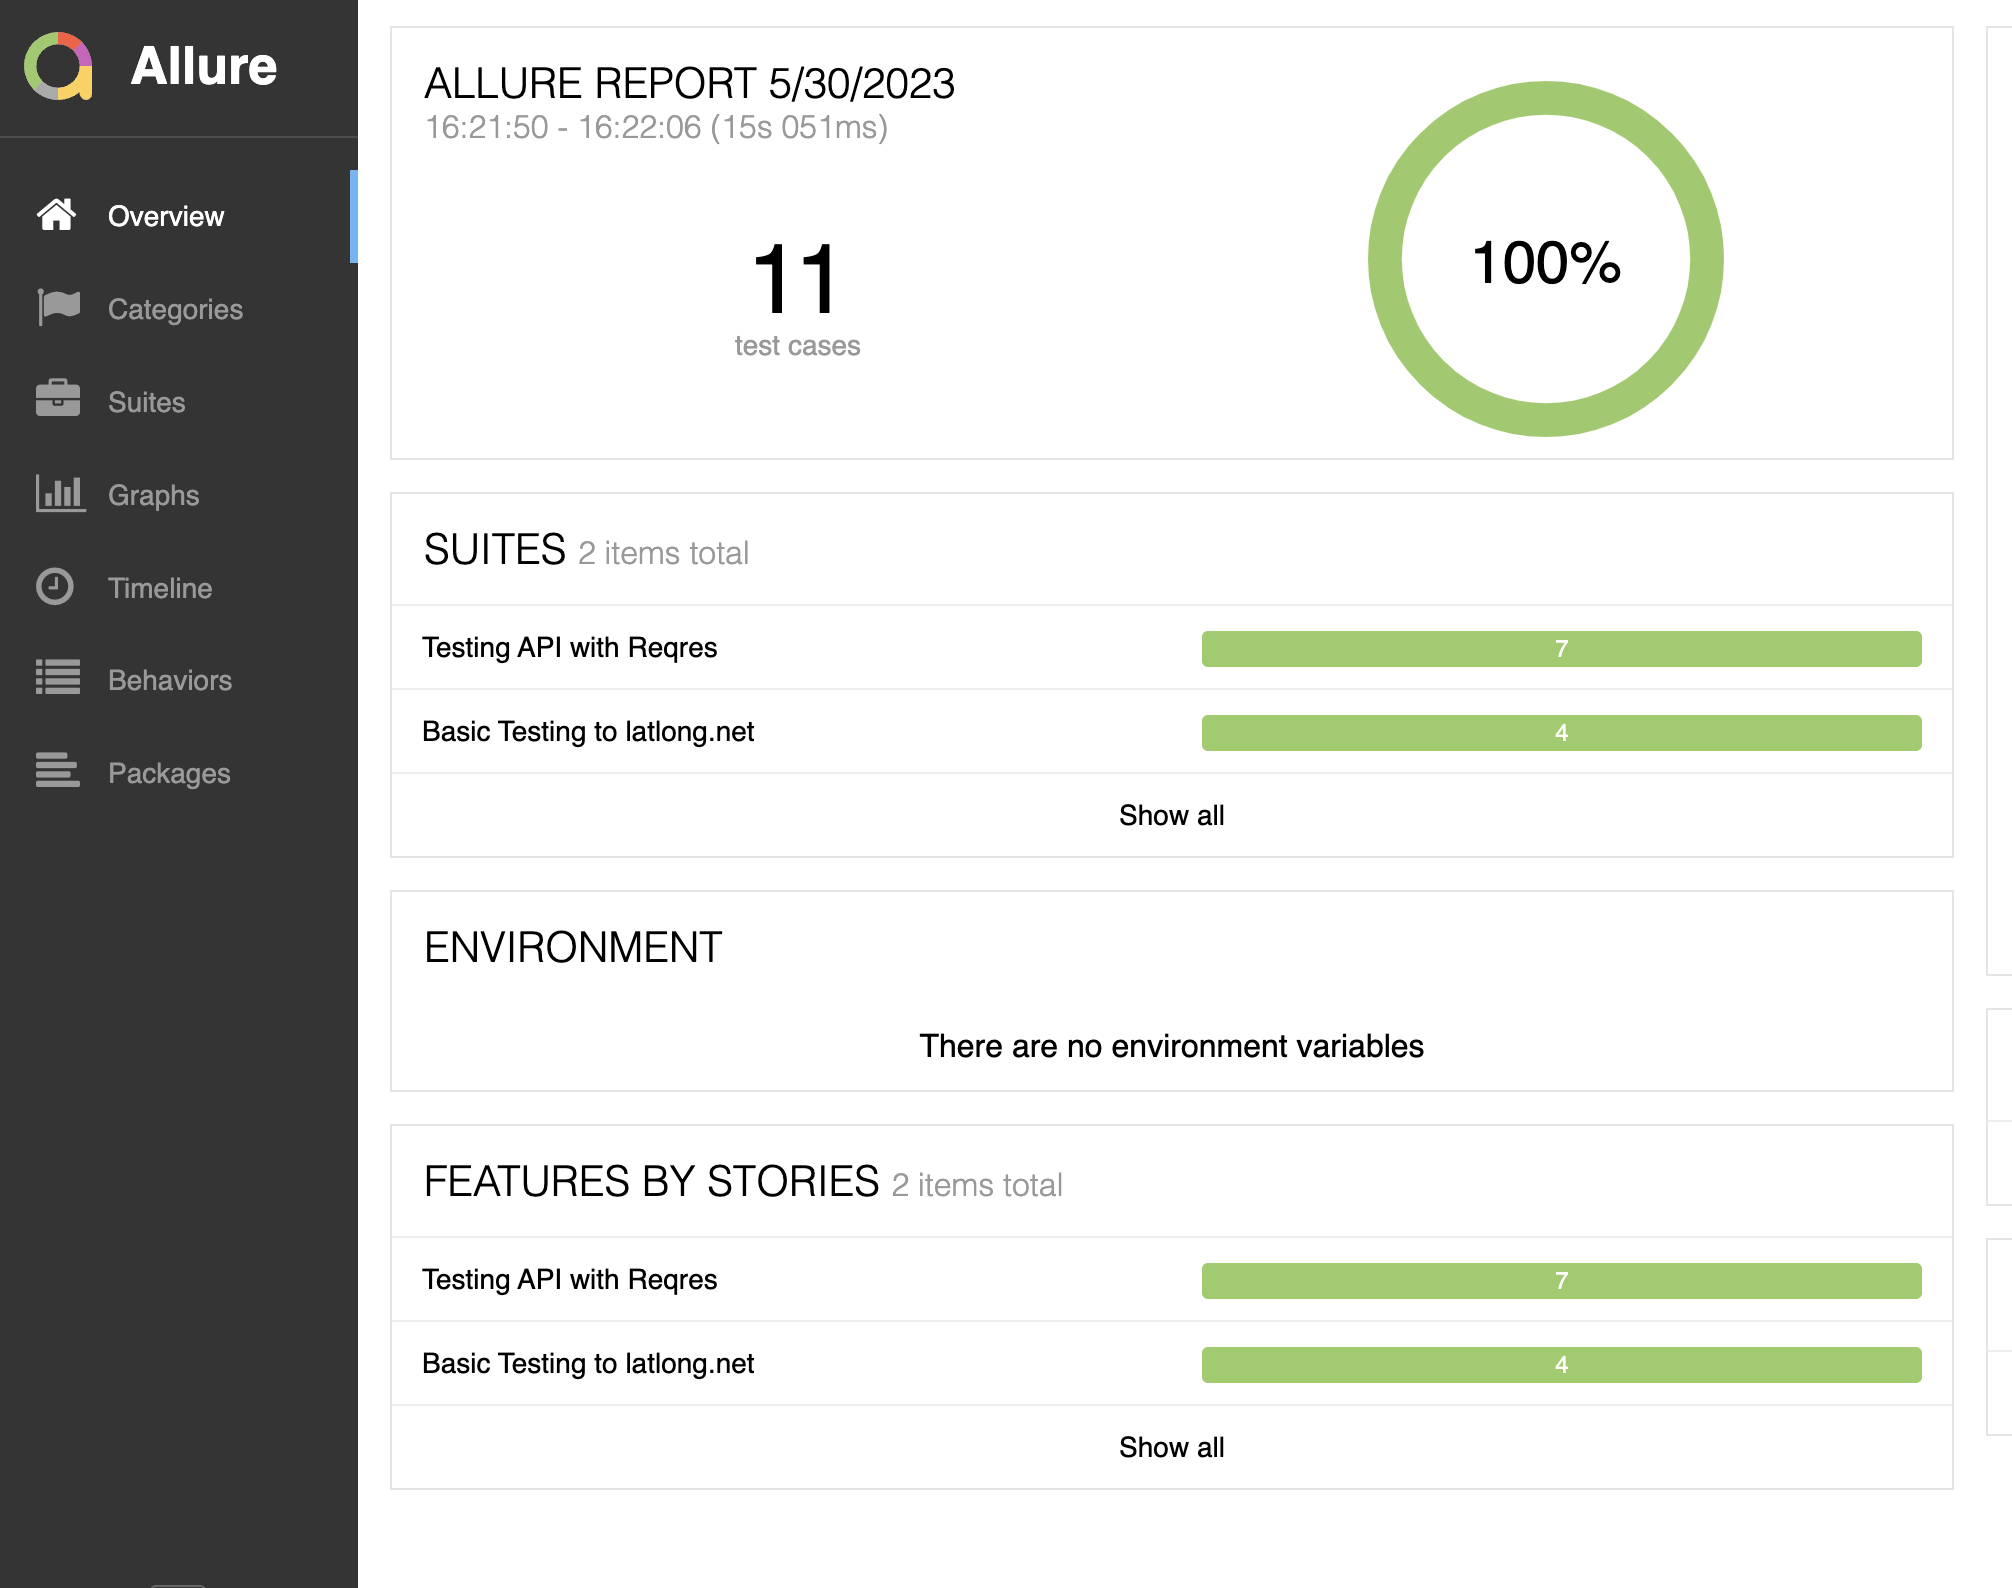 Allure
Overview
Categories
Suites
Graphs
Timeline
Behaviors
Packages
ALLURE REPORT 5/30/2023
16:21:50 - 16:22:06 (15s 051ms)
11
test cases
100%
SUITES 2 items total
Testing API with Reqres 7
Basic Testing to latlong.net 4
Show all
ENVIRONMENT
There are no environment variables
FEATURES BY STORIES 2 items total
Testing API with Reqres 7
Basic Testing to latlong.net 4
Show all